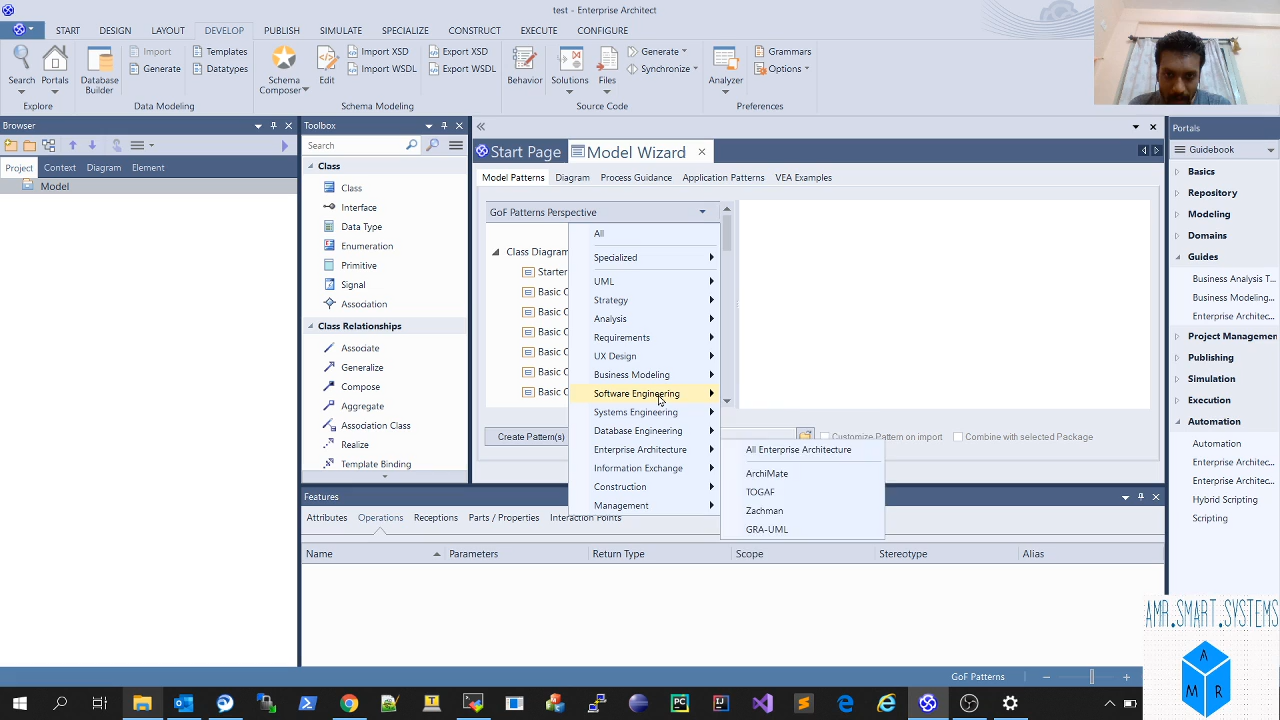 test - Enterprise Architect
START DESIGN LAYOUT DEVELOP PUBLISH SIMULATE SPECIALIZE CONSTRUCT EXECUTE CONFIGURE
Search Portals Database Builder Import Generate Templates Datatypes Schema Composer Edit Import XSD Import WSDL Export XSD Export WSDL Behavior Solutions Files Generate Synchronize Analyzer Grammars Options
Explore Data Modeling Schema Modeling Source Code Preferences
Browser
Project Context Diagram Element
Model
Toolbox
Search
Class
Class
Interface
Data Type
Enumeration
Primitive
Signal
Association
Class Relationships
Associate
Generalize
Compose
Aggregate
Association Class
Realize
Template Binding
Start Page Model Wizard
Model Patterns Diagram Process Guidance Application Patterns VEA Examples
GoF Patterns Perspective
Class Diagram
Starter
Basic C
Basic C
Basic C
Basic C
Basic C
Basic C
Create Pattern(s)
Customize Pattern on import Combine with selected Package
All
Specialized
UML
Strategy
Analysis
Requirements
UX Design
Business Modeling
Software Engineering
Systems Engineering
Database Engineering
Enterprise Architecture
Information Exchange
Construction
Management
All Enterprise Architecture
ArchiMate
TOGAF
Zachman
GRA-UML
Features
Attributes Operations Receptions Parts / Properties Interaction Points
Name Parameters Return Type Scope Stereotype Alias
Portals
Guidebook
Basics
Repository
Modeling
Domains
Guides
Business Analysis T...
Business Modeling...
Enterprise Architec...
Project Managemen
Publishing
Simulation
Execution
Automation
Automation
Enterprise Architec...
Enterprise Architec...
Hybrid Scripting
Scripting
GoF Patterns
AMR.SMART.SYSTEMS
A
M R